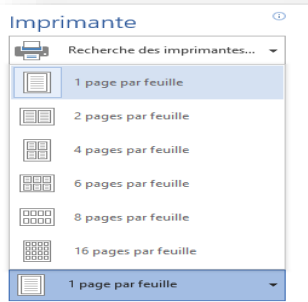 Imprimante
Recherche des imprimantes...
1 page par feuille
2 pages par feuille
4 pages par feuille
6 pages par feuille
8 pages par feuille
16 pages par feuille
1 page par feuille